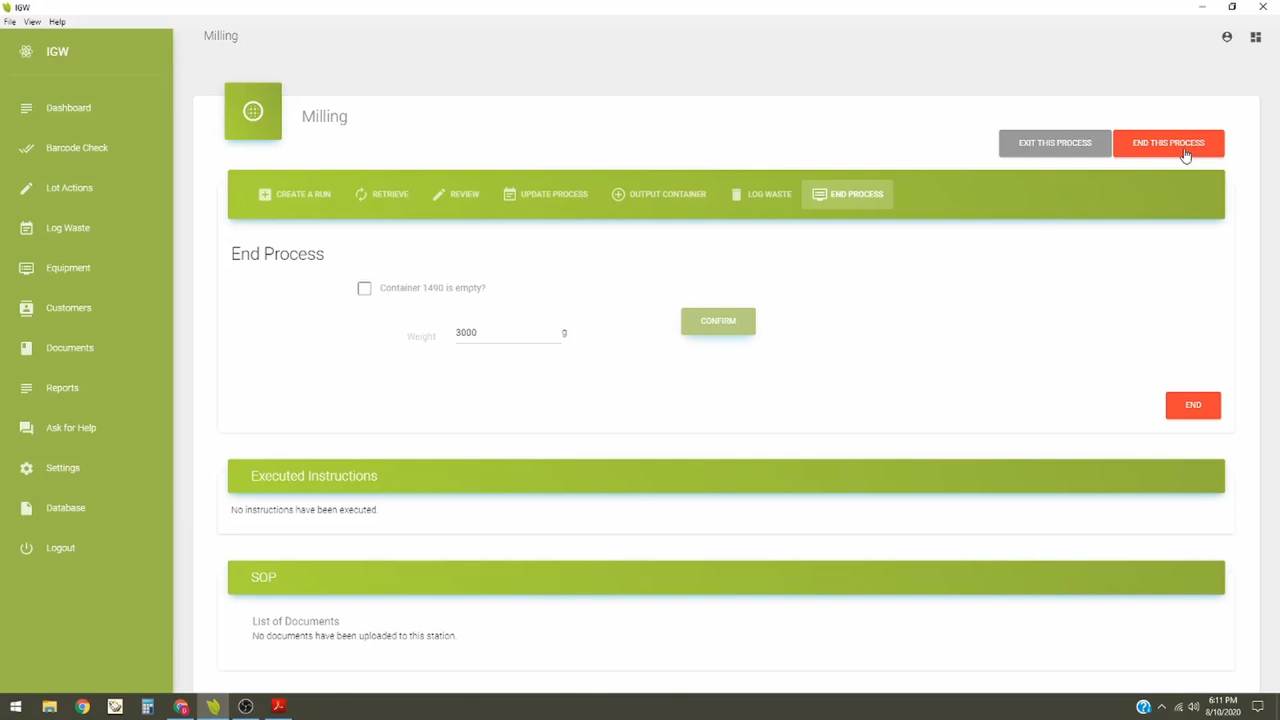 IGW
File View Help
IGW
Milling
Dashboard
Barcode Check
Lot Actions
Log Waste
Equipment
Customers
Documents
Reports
Ask for Help
Settings
Database
Logout
Milling
EXIT THIS PROCESS
END THIS PROCESS
CREATE A RUN
RETRIEVE
REVIEW
UPDATE PROCESS
OUTPUT CONTAINER
LOG WASTE
END PROCESS
End Process
Container 1490 is empty?
Weight 3000 g
CONFIRM
END
Executed Instructions
No instructions have been executed.
SOP
List of Documents
No documents have been uploaded to this station.
6:11 PM
8/10/2020